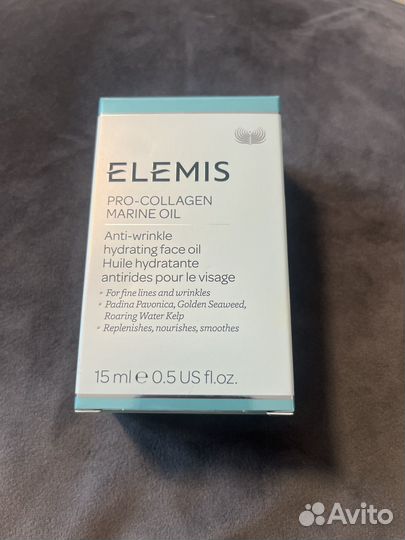 ELEMIS
PRO-COLLAGEN
MARINE OIL
Anti-wrinkle
hydrating face oil
Huile hydratante
antirides pour le visage
• For fine lines and wrinkles
• Padina Pavonica, Golden Seaweed,
Roaring Water Kelp
• Replenishes, nourishes, smoothes
15 ml e 0.5 US fl.oz.
Avito